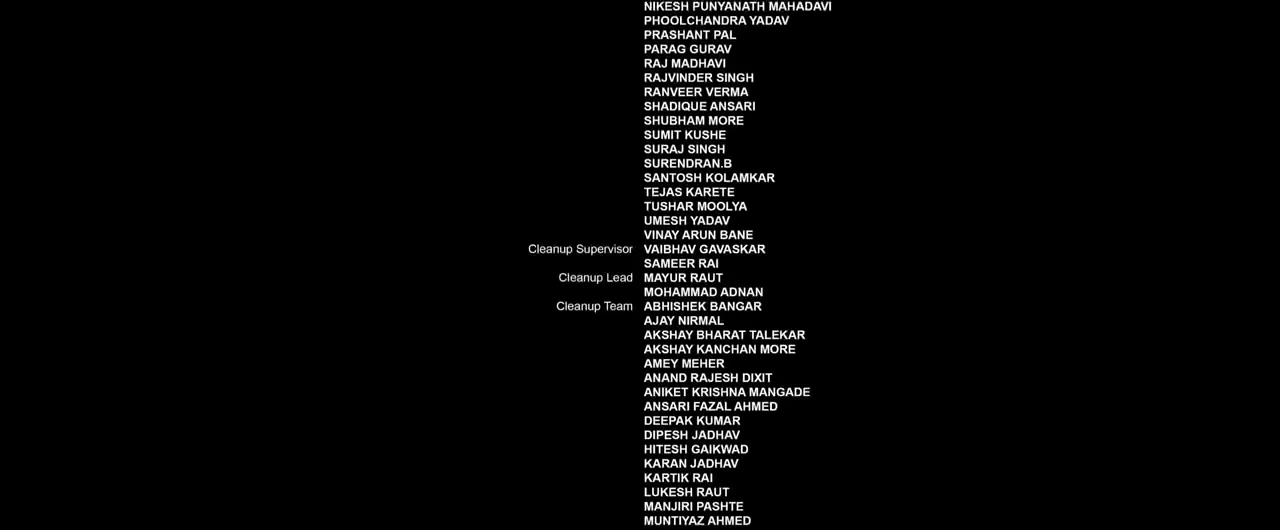 NIKESH PUNYANATH MAHADAVI
PHOOLCHANDRA YADAV
PRASHANT PAL
PARAG GURAV
RAJ MADHAVI
RAJVINDER SINGH
RANVEER VERMA
SHADIQUE ANSARI
SHUBHAM MORE
SUMIT KUSHE
SURAJ SINGH
SURENDRAN.B
SANTOSH KOLAMKAR
TEJAS KARETE
TUSHAR MOOLYA
UMESH YADAV
VINAY ARUN BANE
Cleanup Supervisor VAIBHAV GAVASKAR
SAMEER RAI
Cleanup Lead MAYUR RAUT
MOHAMMAD ADNAN
Cleanup Team ABHISHEK BANGAR
AJAY NIRMAL
AKSHAY BHARAT TALEKAR
AKSHAY KANCHAN MORE
AMEY MEHER
ANAND RAJESH DIXIT
ANIKET KRISHNA MANGADE
ANSARI FAZAL AHMED
DEEPAK KUMAR
DIPESH JADHAV
HITESH GAIKWAD
KARAN JADHAV
KARTIK RAI
LUKESH RAUT
MANJIRI PASHTE
MUNTIYAZ AHMED